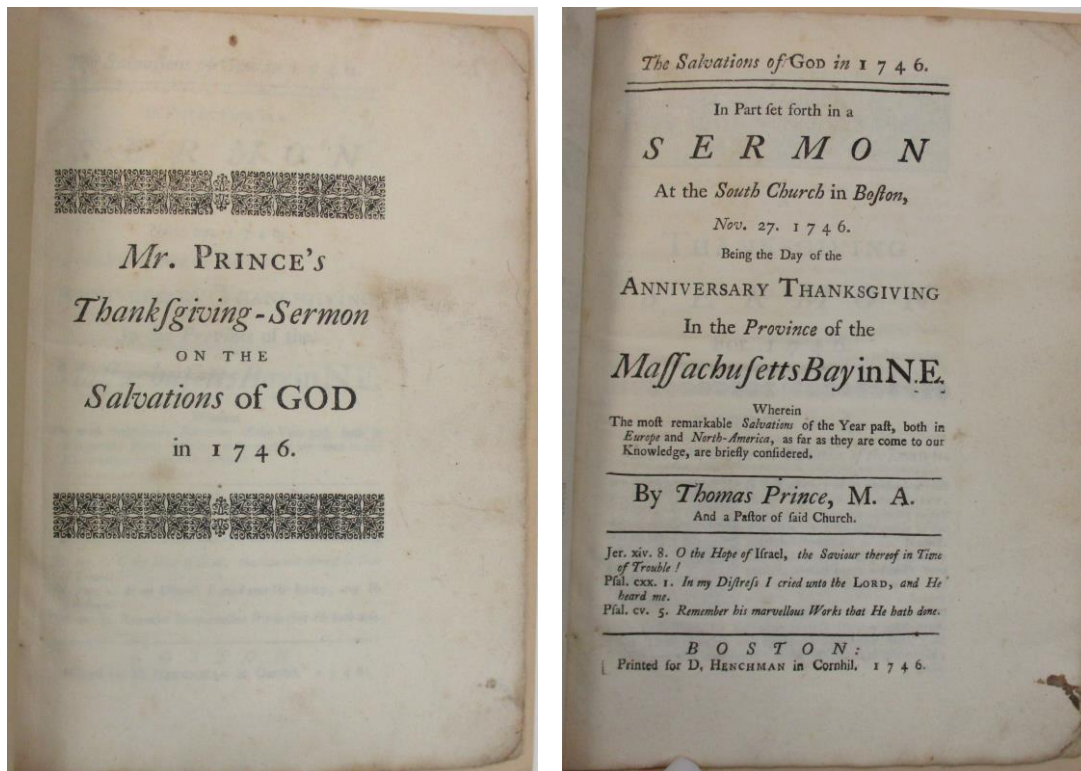 Mr. PRINCE's
Thankſgiving-Sermon
ON THE
Salvations of GOD
in 1746.
The Salvations of GOD in 1746.
In Part ſet forth in a
SERMON
At the South Church in Boſton,
Nov. 27. 1746.
Being the Day of the
ANNIVERSARY THANKSGIVING
In the Province of the
Maſſachuſetts Bay in N.E.
Wherein
The moſt remarkable Salvations of the Year paſt, both in
Europe and North-America, as far as they are come to our
Knowledge, are briefly conſidered.
By Thomas Prince, M. A.
And a Paſtor of ſaid Church.
Jer. xiv. 8. O the Hope of Iſrael, the Saviour thereof in Time
of Trouble !
Pſal. cxx. 1. In my Diſtreſs I cried unto the LORD, and He
heard me.
Pſal. cv. 5. Remember his marvellous Works that He hath done.
BOSTON:
Printed for D. HENCHMAN in Cornhil. 1746.